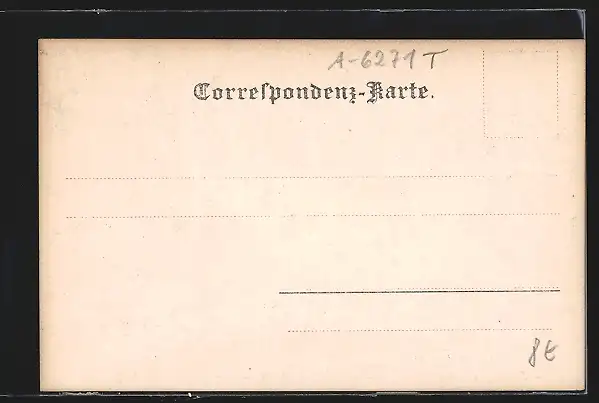 A-6271 T
Correſpondenz-Karte.
8€